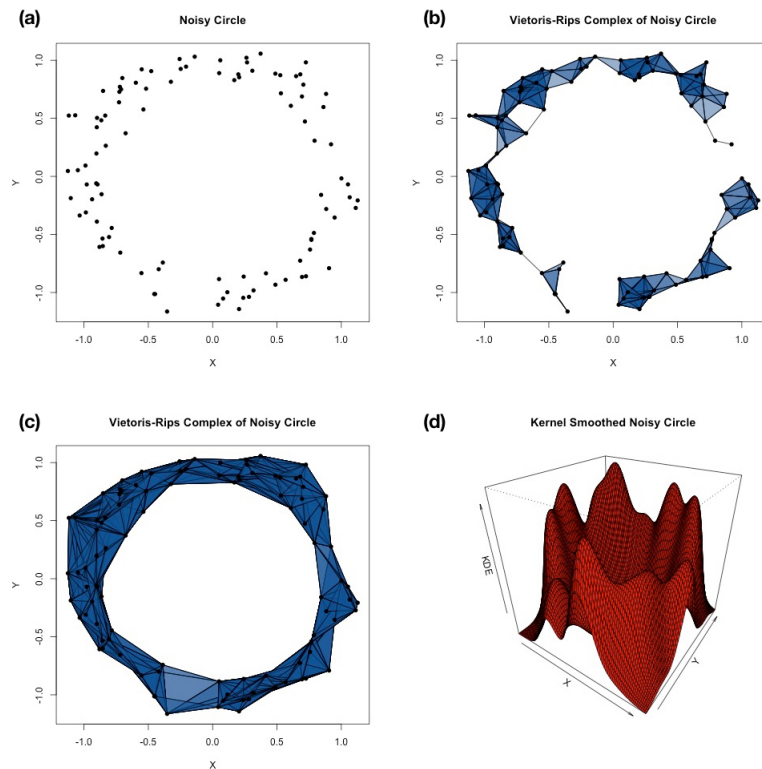 (a)
Noisy Circle
1.0
0.5
0.0
-0.5
-1.0
Y
-1.0 -0.5 0.0 0.5 1.0
X
(b)
Vietoris-Rips Complex of Noisy Circle
1.0
0.5
0.0
-0.5
-1.0
Y
-1.0 -0.5 0.0 0.5 1.0
X
(c)
Vietoris-Rips Complex of Noisy Circle
1.0
0.5
0.0
-0.5
-1.0
Y
-1.0 -0.5 0.0 0.5 1.0
X
(d)
Kernel Smoothed Noisy Circle
KDE
X
Y